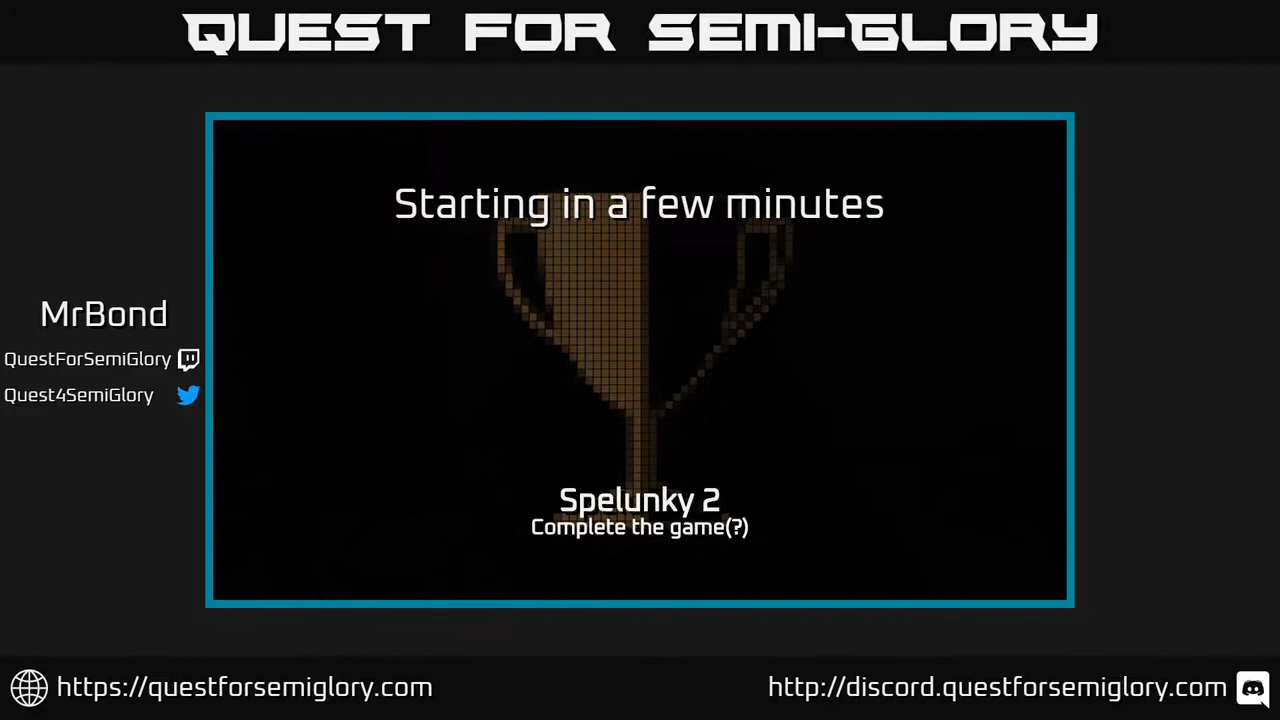 QUEST FOR SEMI-GLORY
Starting in a few minutes
MrBond
QuestForSemiGlory
Quest4SemiGlory
Spelunky 2
Complete the game(?)
https://questforsemiglory.com
http://discord.questforsemiglory.com